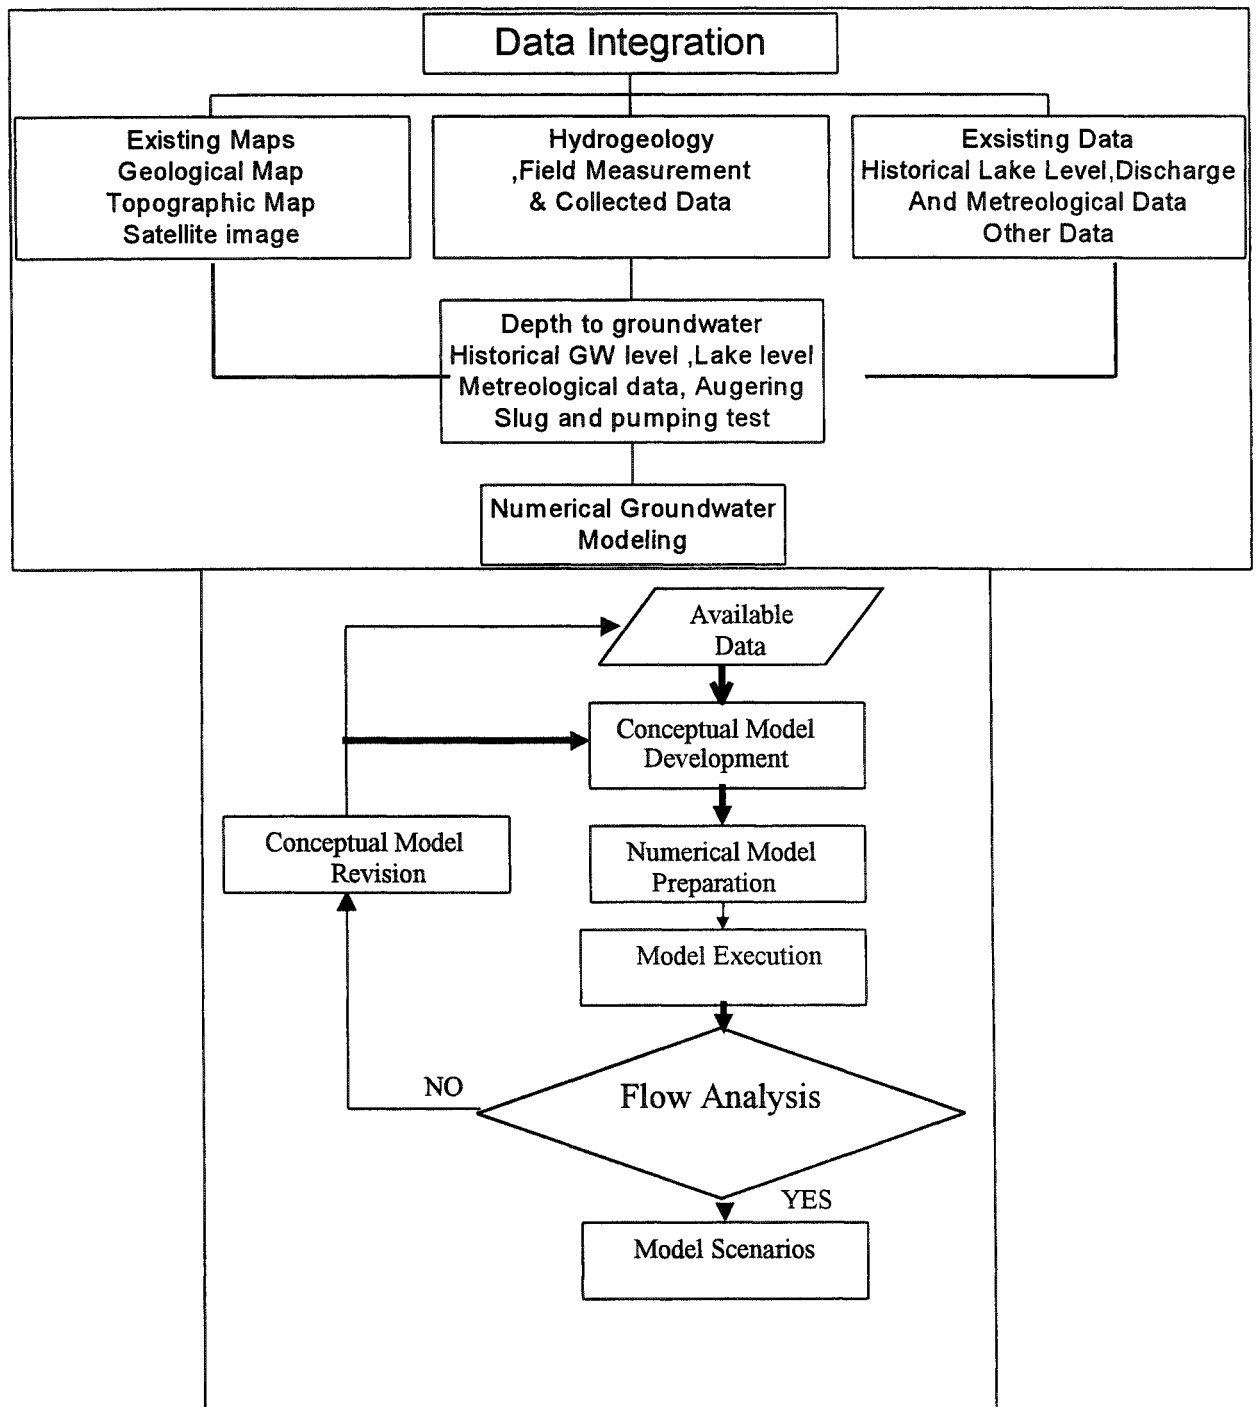 Data Integration
Existing Maps
Geological Map
Topographic Map
Satellite image
Hydrogeology
,Field Measurement
& Collected Data
Exsisting Data
Historical Lake Level,Discharge
And Metreological Data
Other Data
Depth to groundwater
Historical GW level ,Lake level
Metreological data, Augering
Slug and pumping test
Numerical Groundwater
Modeling
Available
Data
Conceptual Model
Development
Conceptual Model
Revision
Numerical Model
Preparation
Model Execution
Flow Analysis
NO
YES
Model Scenarios